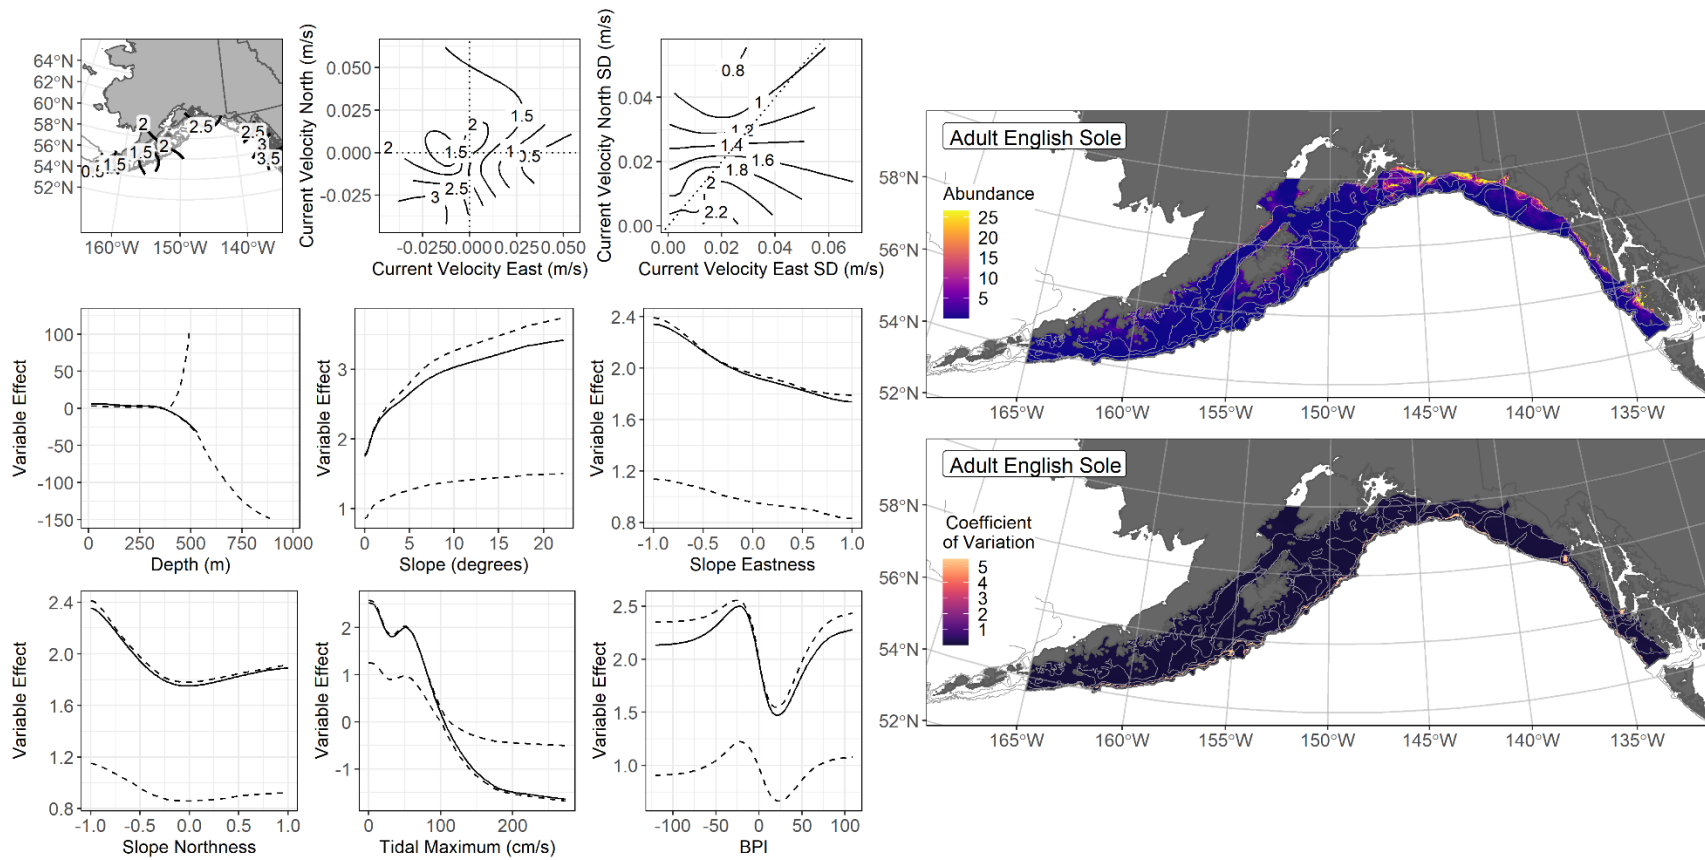 64°N
62°N
60°N
58°N
56°N
54°N
52°N
2
2.5
2.5
3
3.5
2
1.5
1.5
160°W 150°W 140°W
Current Velocity North (m/s)
0.050
0.025
0.000
-0.025
1.5
2
2
1.5
1
0.5
2.5
3
-0.025 0.000 0.025 0.050
Current Velocity East (m/s)
Current Velocity North SD (m/s)
0.04
0.02
0.00
0.8
1
1.2
1.4
1.6
1.8
2
2.2
0.00 0.02 0.04 0.06
Current Velocity East SD (m/s)
Variable Effect
100
50
0
-50
-100
-150
0 250 500 750 1000
Depth (m)
Variable Effect
3
2
1
0 5 10 15 20
Slope (degrees)
Variable Effect
2.4
2.0
1.6
1.2
0.8
-1.0 -0.5 0.0 0.5 1.0
Slope Eastness
Variable Effect
2.4
2.0
1.6
1.2
0.8
-1.0 -0.5 0.0 0.5 1.0
Slope Northness
Variable Effect
2
1
0
-1
0 100 200
Tidal Maximum (cm/s)
Variable Effect
2.5
2.0
1.5
1.0
-100 -50 0 50 100
BPI
Adult English Sole
Abundance
25
20
15
10
5
58°N
56°N
54°N
52°N
165°W 160°W 155°W 150°W 145°W 140°W 135°W
Adult English Sole
Coefficient
of Variation
5
4
3
2
1
58°N
56°N
54°N
52°N
165°W 160°W 155°W 150°W 145°W 140°W 135°W